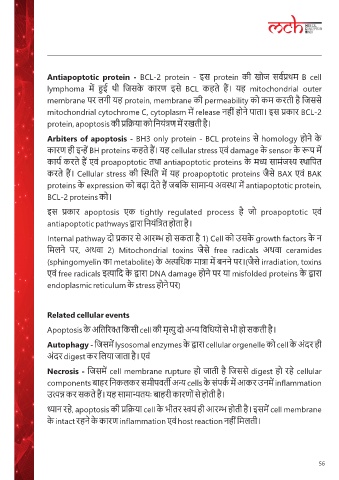 mch
Antiapoptotic protein - BCL-2 protein - इस protein की खोज सर्वप्रथम B cell
lymphoma में हुई थी जिसके कारण इसे BCL कहते हैं। यह mitochondrial outer
membrane पर लगी यह protein, membrane की permeability को कम करती है जिससे
mitochondrial cytochrome C, cytoplasm में release नहीं होने पाता। इस प्रकार BCL-2
protein, apoptosis की प्रक्रिया को नियंत्रण में रखती है।
Arbiters of apoptosis - BH3 only protein - BCL proteins से homology होने के
कारण ही इन्हें BH proteins कहते हैं। यह cellular stress एवं damage के sensor के रूप में
कार्य करते हैं एवं proapoptotic तथा antiapoptotic proteins के मध्य सामंजस्य स्थापित
करते हैं। Cellular stress की स्थिति में यह proapoptotic proteins जैसे BAX एवं BAK
proteins के expression को बढ़ा देते हैं जबकि सामान्य अवस्था में antiapoptotic protein,
BCL-2 proteins को।
इस प्रकार apoptosis एक tightly regulated process है जो proapoptotic एवं
antiapoptotic pathways द्वारा नियंत्रित होता है।
Internal pathway दो प्रकार से आरम्भ हो सकता है 1) Cell को उसके growth factors के न
मिलने पर, अथवा 2) Mitochondrial toxins जैसे free radicals अथवा ceramides
(sphingomyelin का metabolite) के अत्यधिक मात्रा में बनने पर।(जैसे irradiation, toxins
एवं free radicals इत्यादि के द्वारा DNA damage होने पर या misfolded proteins के द्वारा
endoplasmic reticulum के stress होने पर)
Related cellular events
Apoptosis के अतिरिक्त किसी cell की मृत्यु दो अन्य विधियों से भी हो सकती है।
Autophagy - जिसमें lysosomal enzymes के द्वारा cellular orgenelle को cell के अंदर ही
अंदर digest कर लिया जाता है। एवं
Necrosis - जिसमें cell membrane rupture हो जाती है जिससे digest हो रहे cellular
components बाहर निकलकर समीपवर्ती अन्य cells के संपर्क में आकर उनमें inflammation
उत्पन्न कर सकते हैं। यह सामान्यतयः बाहरी कारणों से होती है।
ध्यान रहे, apoptosis की प्रक्रिया cell के भीतर स्वयं ही आरम्भ होती है। इसमें cell membrane
के intact रहने के कारण inflammation एवं host reaction नहीं मिलती।
56